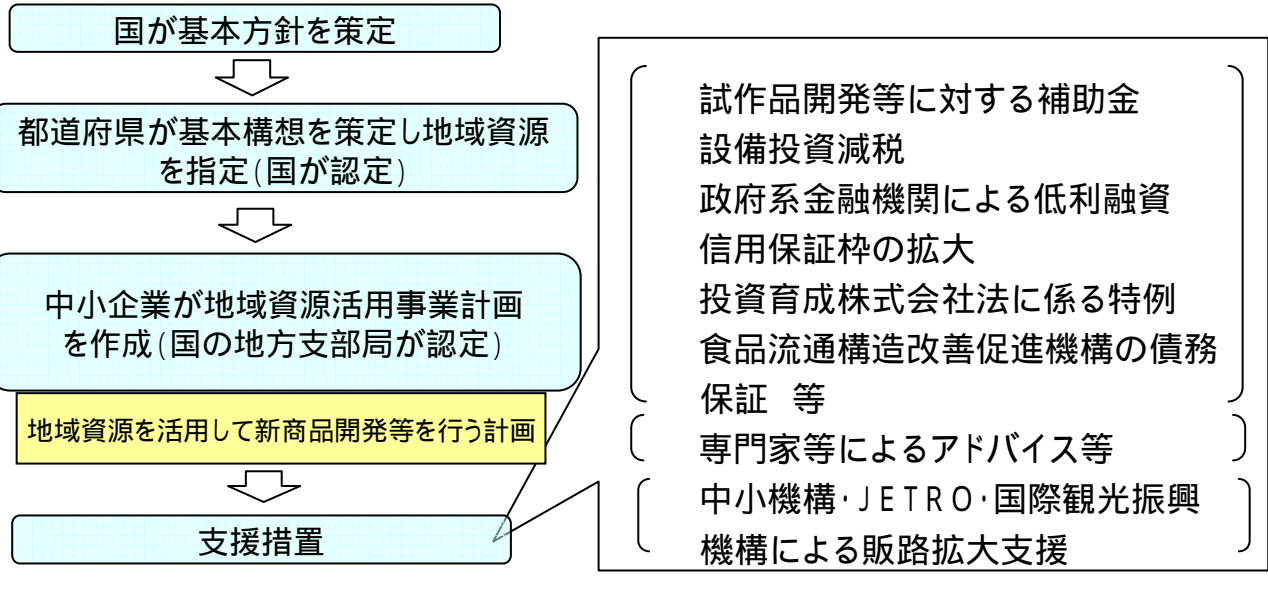 国が基本方針を策定
都道府県が基本構想を策定し地域資源
を指定(国が認定)
中小企業が地域資源活用事業計画
を作成(国の地方支部局が認定)
地域資源を活用して新商品開発等を行う計画
支援措置
試作品開発等に対する補助金
設備投資減税
政府系金融機関による低利融資
信用保証枠の拡大
投資育成株式会社法に係る特例
食品流通構造改善促進機構の債務
保証 等
専門家等によるアドバイス等
中小機構・JETRO・国際観光振興
機構による販路拡大支援